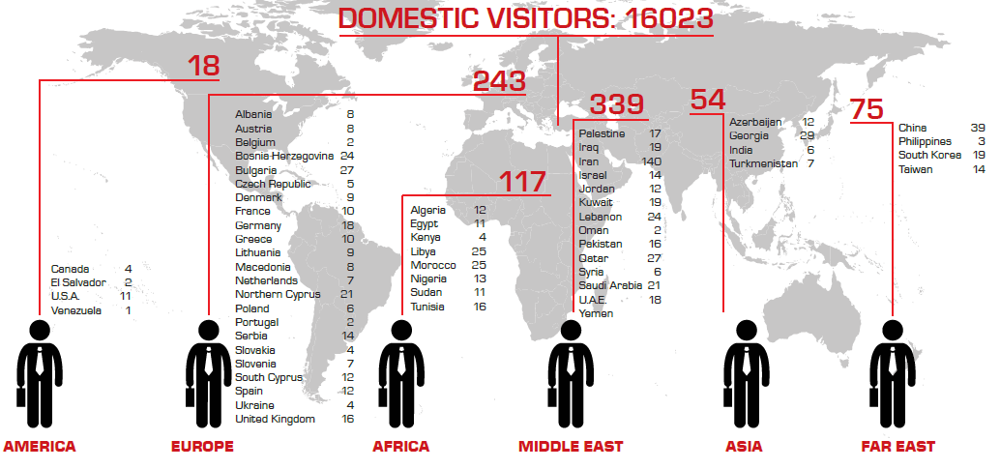 DOMESTIC VISITORS: 16023
18
Canada 4
El Salvador 2
U.S.A. 11
Venezuela 1
AMERICA
243
Albania 8
Austria 8
Belgium 2
Bosnia-Herzegovina 24
Bulgaria 27
Czech Republic 5
Denmark 9
France 10
Germany 18
Greece 10
Lithuania 9
Macedonia 8
Netherlands 7
Northern Cyprus 21
Poland 6
Portugal 2
Serbia 14
Slovakia 4
Slovenia 7
South Cyprus 12
Spain 12
Ukraine 4
United Kingdom 16
EUROPE
117
Algeria 12
Egypt 11
Kenya 4
Libya 25
Morocco 25
Nigeria 13
Sudan 11
Tunisia 16
AFRICA
339
Palestine 17
Iraq 19
Iran 140
Israel 14
Jordan 12
Kuwait 19
Lebanon 24
Oman 2
Pakistan 16
Qatar 27
Syria 6
Saudi Arabia 21
U.A.E. 18
Yemen
MIDDLE EAST
54
Azerbaijan 12
Georgia 29
India 6
Turkmenistan 7
ASIA
75
China 39
Philippines 3
South Korea 19
Taiwan 14
FAR EAST